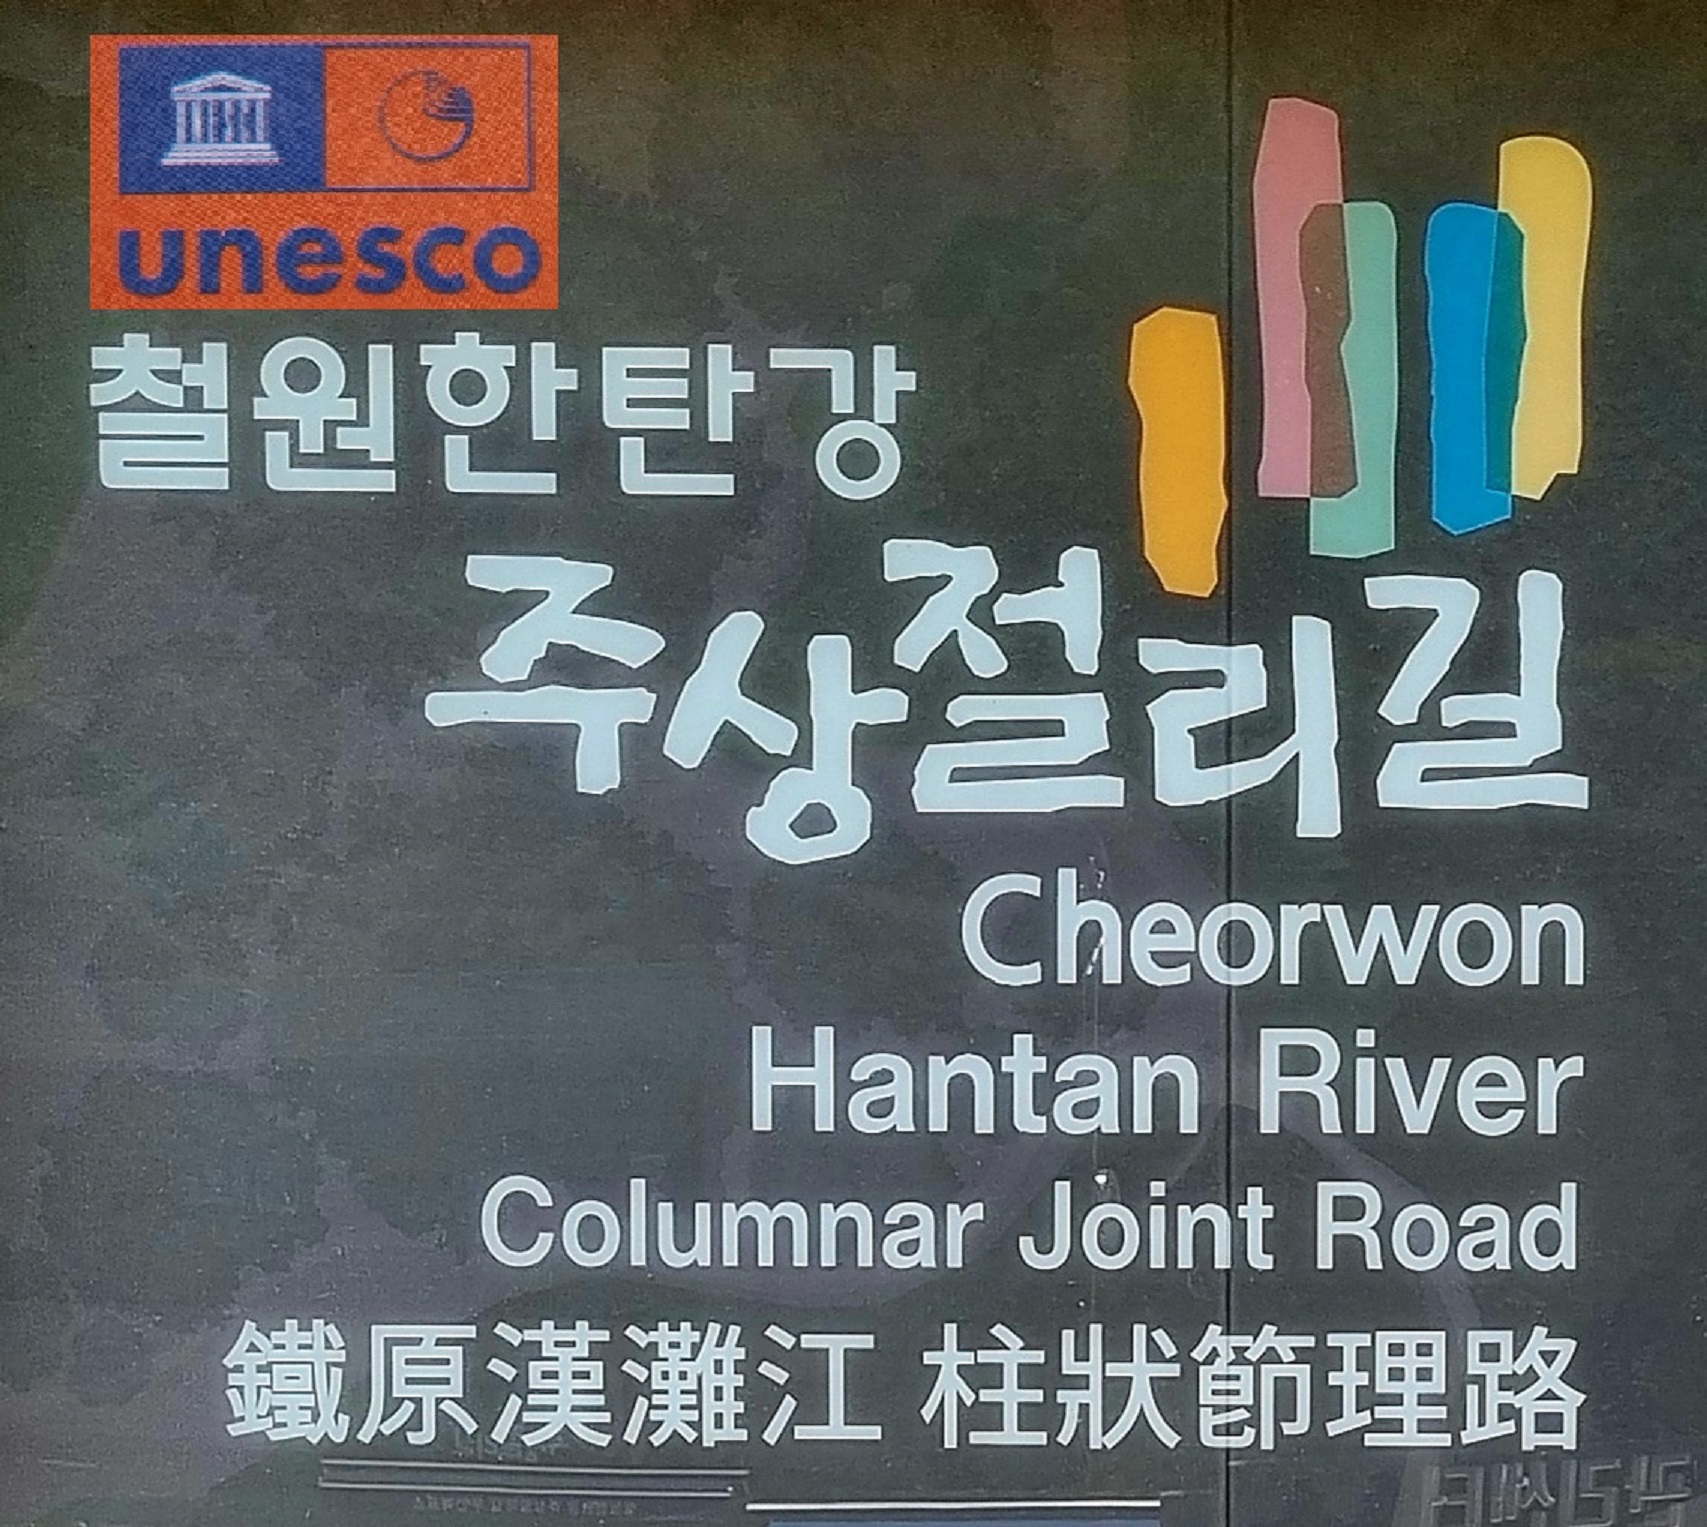 unesco
철원한탄강
주상절리길
Cheorwon
Hantan River
Columnar Joint Road
鐵原漢灘江 柱狀節理路